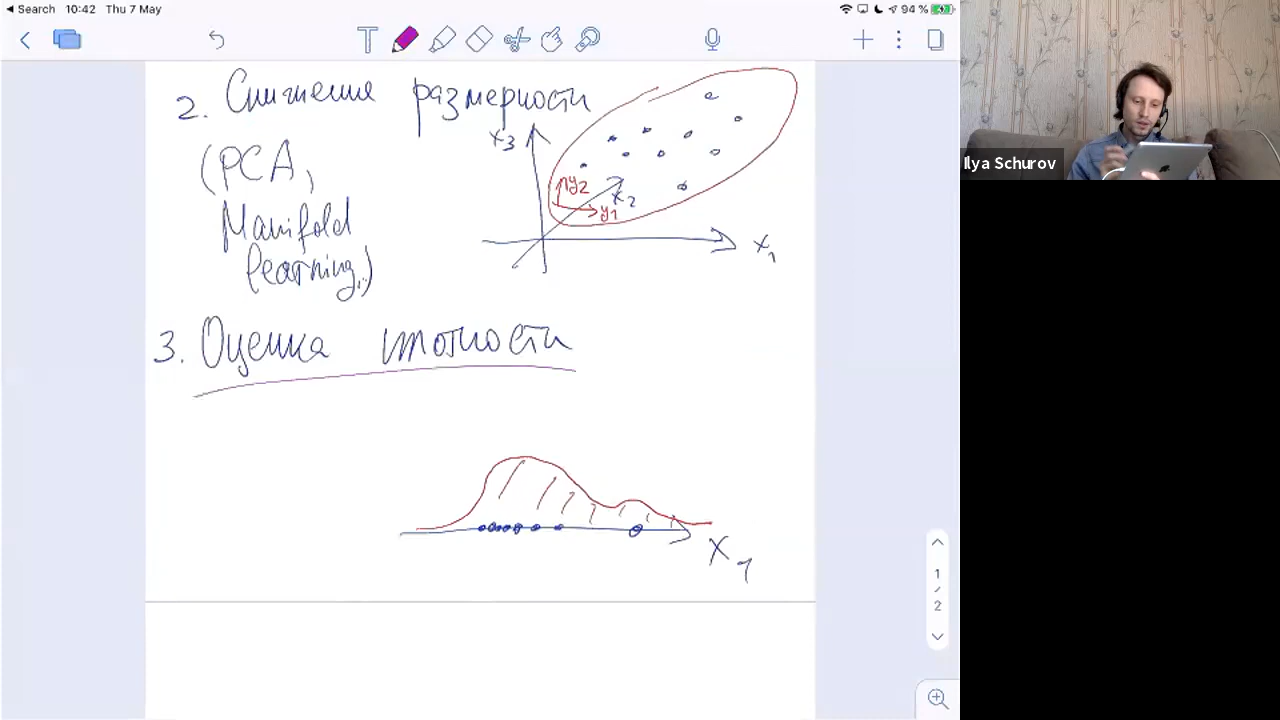 Search 10:42 Thu 7 May 94 %
2. Снижение размерности
(PCA,
Manifold
learning,..)
x3
x2
x1
y2
y1
3. Оценка плотности
x1
1
2
Ilya Schurov